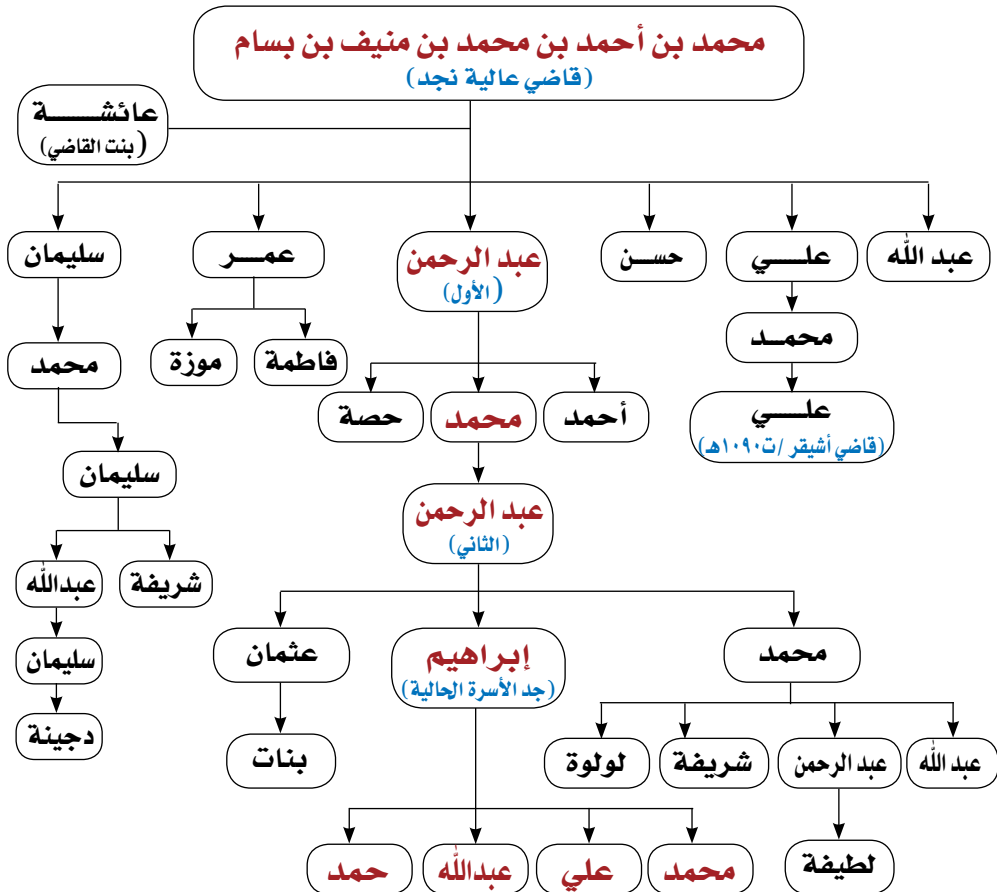 محمد بن أحمد بن محمد بن منيف بن بسام
(قاضي عالية نجد)
عائشة
(بنت القاضي)
عبد الله
علي
حسن
عبد الرحمن
(الأول)
عمر
سليمان
محمد
علي
(قاضي أشيقر /ت١٠٩٠هـ)
أحمد
محمد
حصة
فاطمة
موزة
محمد
سليمان
عبد الرحمن
(الثاني)
شريفة
عبدالله
سليمان
دجينة
محمد
إبراهيم
(جد الأسرة الحالية)
عثمان
عبد الله
عبد الرحمن
شريفة
لولوة
بنات
لطيفة
محمد
علي
عبدالله
حمد